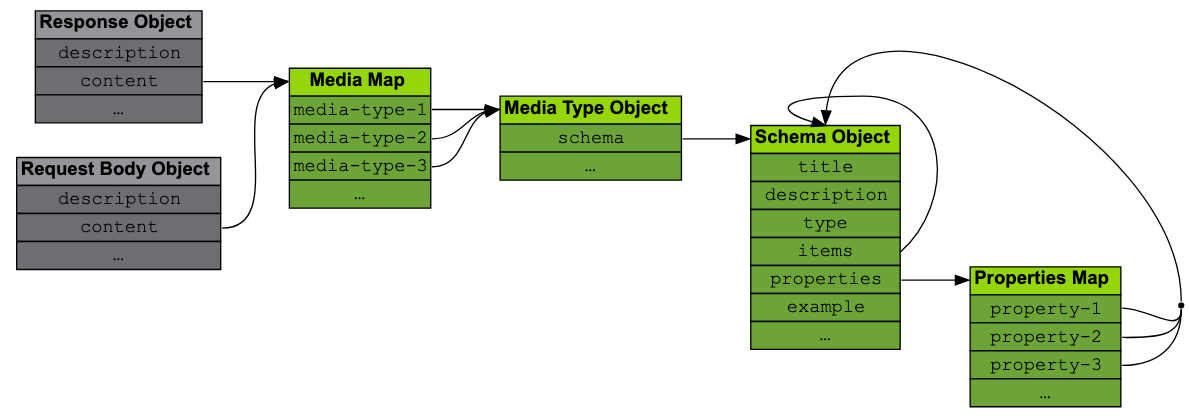 Response Object
description
content
…
Request Body Object
description
content
…
Media Map
media-type-1
media-type-2
media-type-3
…
Media Type Object
schema
…
Schema Object
title
description
type
items
properties
example
…
Properties Map
property-1
property-2
property-3
…